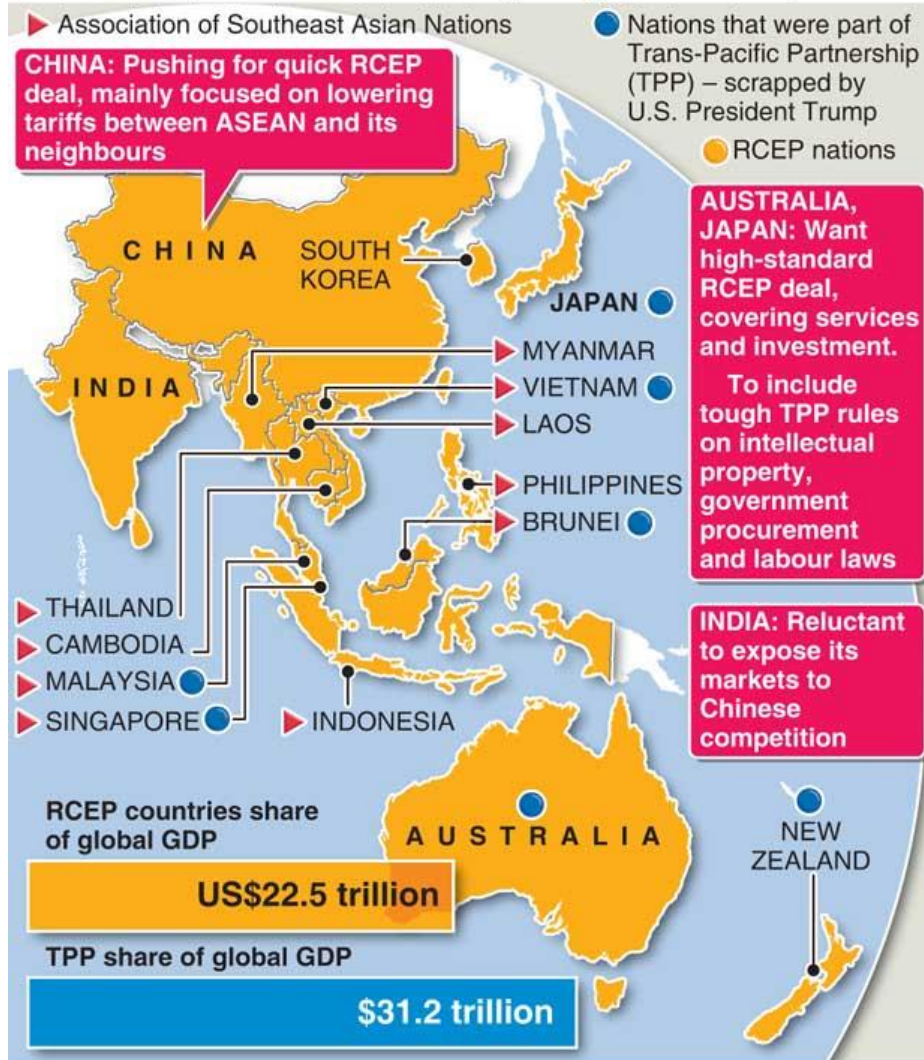 Association of Southeast Asian Nations
Nations that were part of
Trans-Pacific Partnership
(TPP) – scrapped by
U.S. President Trump
RCEP nations
CHINA: Pushing for quick RCEP
deal, mainly focused on lowering
tariffs between ASEAN and its
neighbours
AUSTRALIA,
JAPAN: Want
high-standard
RCEP deal,
covering services
and investment.
To include
tough TPP rules
on intellectual
property,
government
procurement
and labour laws
INDIA: Reluctant
to expose its
markets to
Chinese
competition
CHINA
SOUTH
KOREA
JAPAN
INDIA
MYANMAR
VIETNAM
LAOS
PHILIPPINES
BRUNEI
THAILAND
CAMBODIA
MALAYSIA
SINGAPORE
INDONESIA
AUSTRALIA
NEW
ZEALAND
RCEP countries share
of global GDP
US$22.5 trillion
TPP share of global GDP
$31.2 trillion